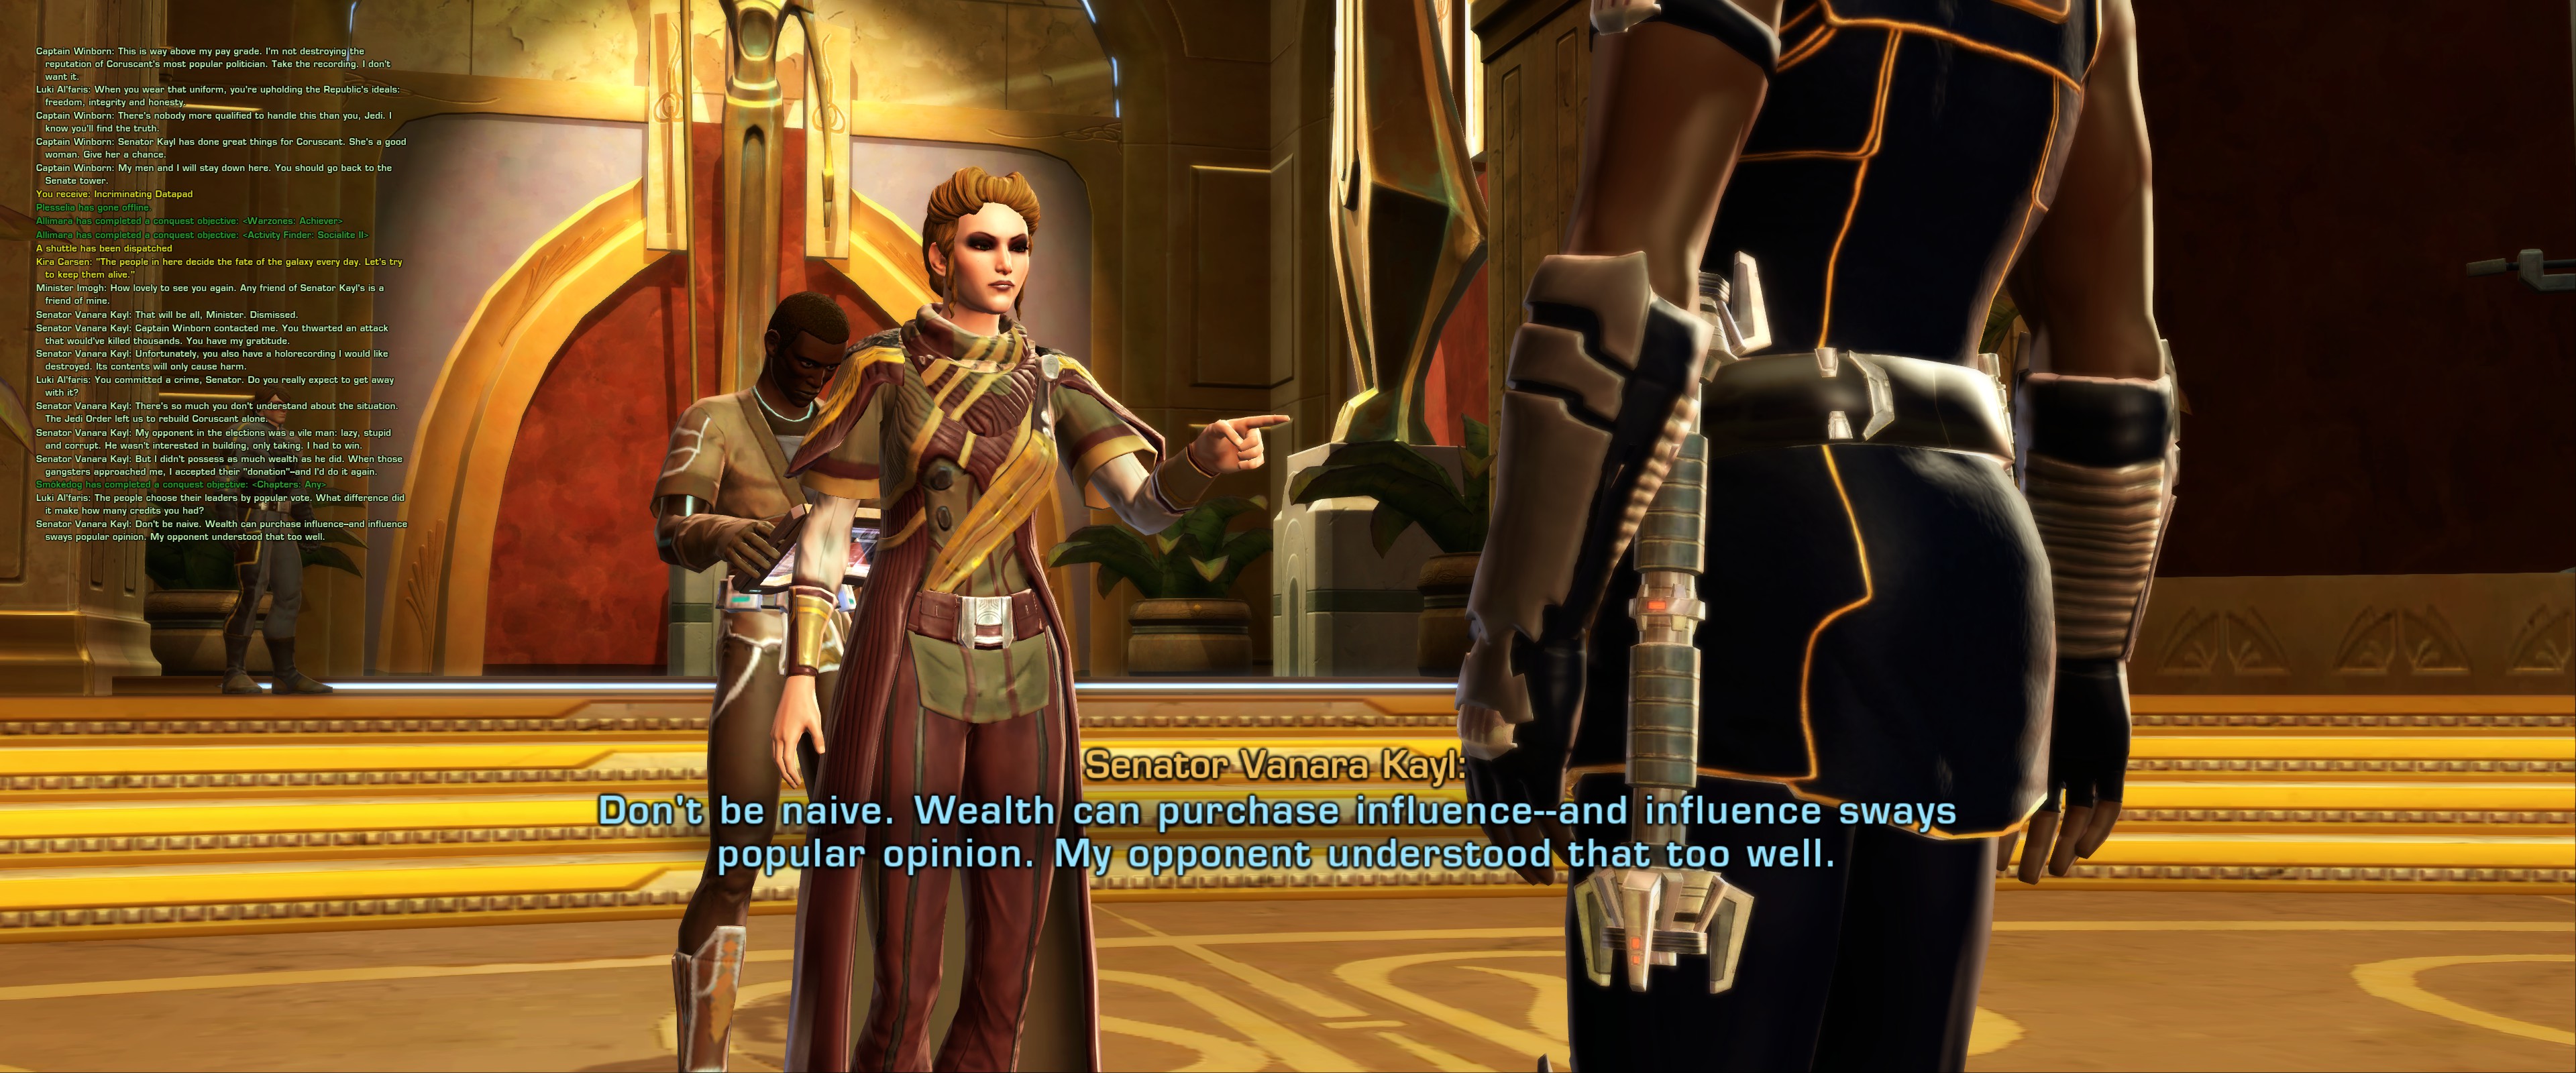 Captain Winborn: This is way above my pay grade. I'm not destroying the
reputation of Coruscant's most popular politician. Take the recording. I don't
want it.
Luki Al'faris: When you wear that uniform, you're upholding the Republic's ideals:
freedom, integrity and honesty.
Captain Winborn: There's nobody more qualified to handle this than you, Jedi. I
know you'll find the truth.
Captain Winborn: Senator Kayl has done great things for Coruscant. She's a good
woman. Give her a chance.
Captain Winborn: My men and I will stay down here. You should go back to the
Senate tower.
You receive: Incriminating Datapad
Plesselia has gone offline.
Allimara has completed a conquest objective: <Warzones: Achiever>
Allimara has completed a conquest objective: <Activity Finder: Socialite II>
A shuttle has been dispatched
Kira Carsen: "The people in here decide the fate of the galaxy every day. Let's try
to keep them alive."
Minister Imogh: How lovely to see you again. Any friend of Senator Kayl's is a
friend of mine.
Senator Vanara Kayl: That will be all, Minister. Dismissed.
Senator Vanara Kayl: Captain Winborn contacted me. You thwarted an attack
that would've killed thousands. You have my gratitude.
Senator Vanara Kayl: Unfortunately, you also have a holorecording I would like
destroyed. Its contents will only cause harm.
Luki Al'faris: You committed a crime, Senator. Do you really expect to get away
with it?
Senator Vanara Kayl: There's so much you don't understand about the situation.
The Jedi Order left us to rebuild Coruscant alone.
Senator Vanara Kayl: My opponent in the elections was a vile man: lazy, stupid
and corrupt. He wasn't interested in building, only taking. I had to win.
Senator Vanara Kayl: But I didn't possess as much wealth as he did. When those
gangsters approached me, I accepted their "donation"--and I'd do it again.
Smokedog has completed a conquest objective: <Chapters: Any>
Luki Al'faris: The people choose their leaders by popular vote. What difference did
it make how many credits you had?
Senator Vanara Kayl: Don't be naive. Wealth can purchase influence--and influence
sways popular opinion. My opponent understood that too well.
Senator Vanara Kayl:
Don't be naive. Wealth can purchase influence--and influence sways
popular opinion. My opponent understood that too well.